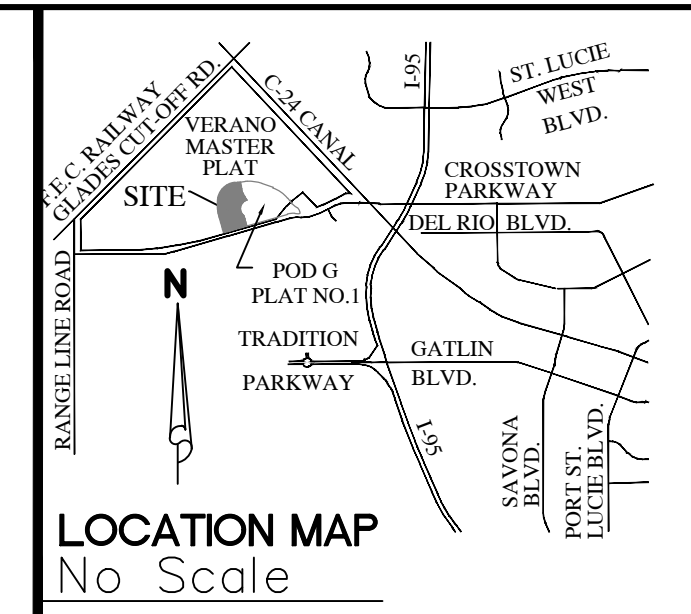 I-95
ST. LUCIE
WEST
BLVD.
F.E.C. RAILWAY
GLADES CUT-OFF RD.
C-24 CANAL
VERANO
MASTER
PLAT
SITE
CROSSTOWN
PARKWAY
DEL RIO BLVD.
POD G
PLAT NO.1
N
RANGE LINE ROAD
TRADITION
PARKWAY
GATLIN
BLVD.
I-95
SAVONA
BLVD.
PORT ST.
LUCIE BLVD.
LOCATION MAP
No Scale